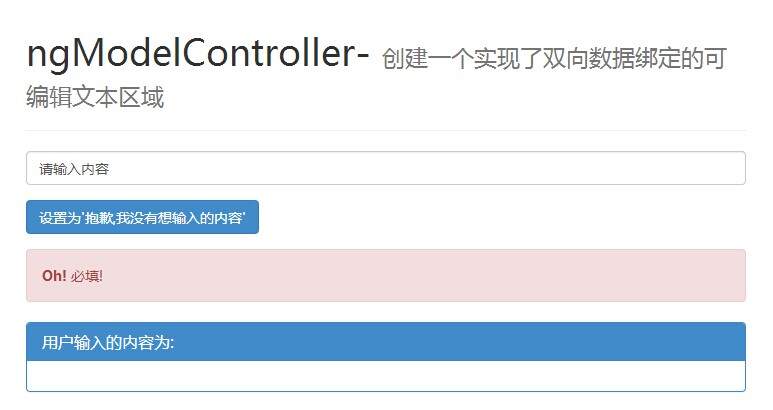 ngModelController- 创建一个实现了双向数据绑定的可
编辑文本区域
请输入内容
设置为'抱歉,我没有想输入的内容'
Oh! 必填!
用户输入的内容为: